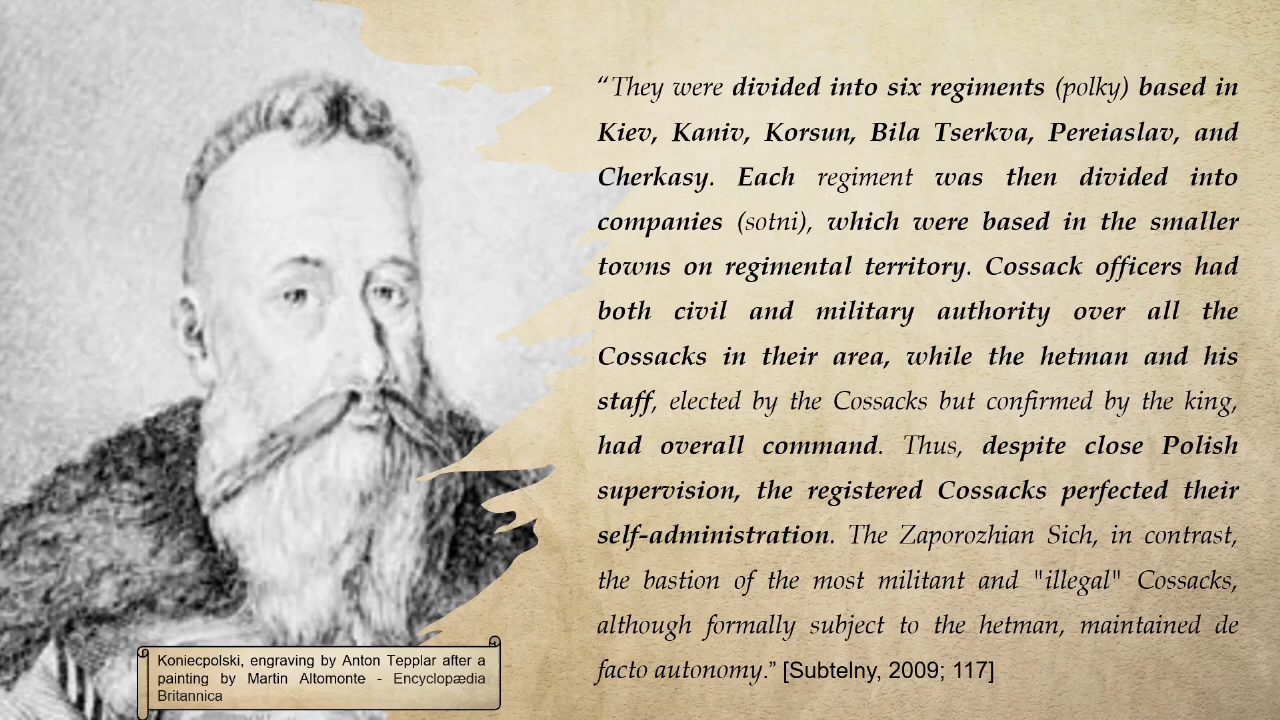 “They were divided into six regiments (polky) based in
Kiev, Kaniv, Korsun, Bila Tserkva, Pereiaslav, and
Cherkasy. Each regiment was then divided into
companies (sotni), which were based in the smaller
towns on regimental territory. Cossack officers had
both civil and military authority over all the
Cossacks in their area, while the hetman and his
staff, elected by the Cossacks but confirmed by the king,
had overall command. Thus, despite close Polish
supervision, the registered Cossacks perfected their
self-administration. The Zaporozhian Sich, in contrast,
the bastion of the most militant and "illegal" Cossacks,
although formally subject to the hetman, maintained de
facto autonomy.” [Subtelny, 2009; 117]
Koniecpolski, engraving by Anton Tepplar after a
painting by Martin Altomonte - Encyclopædia
Britannica